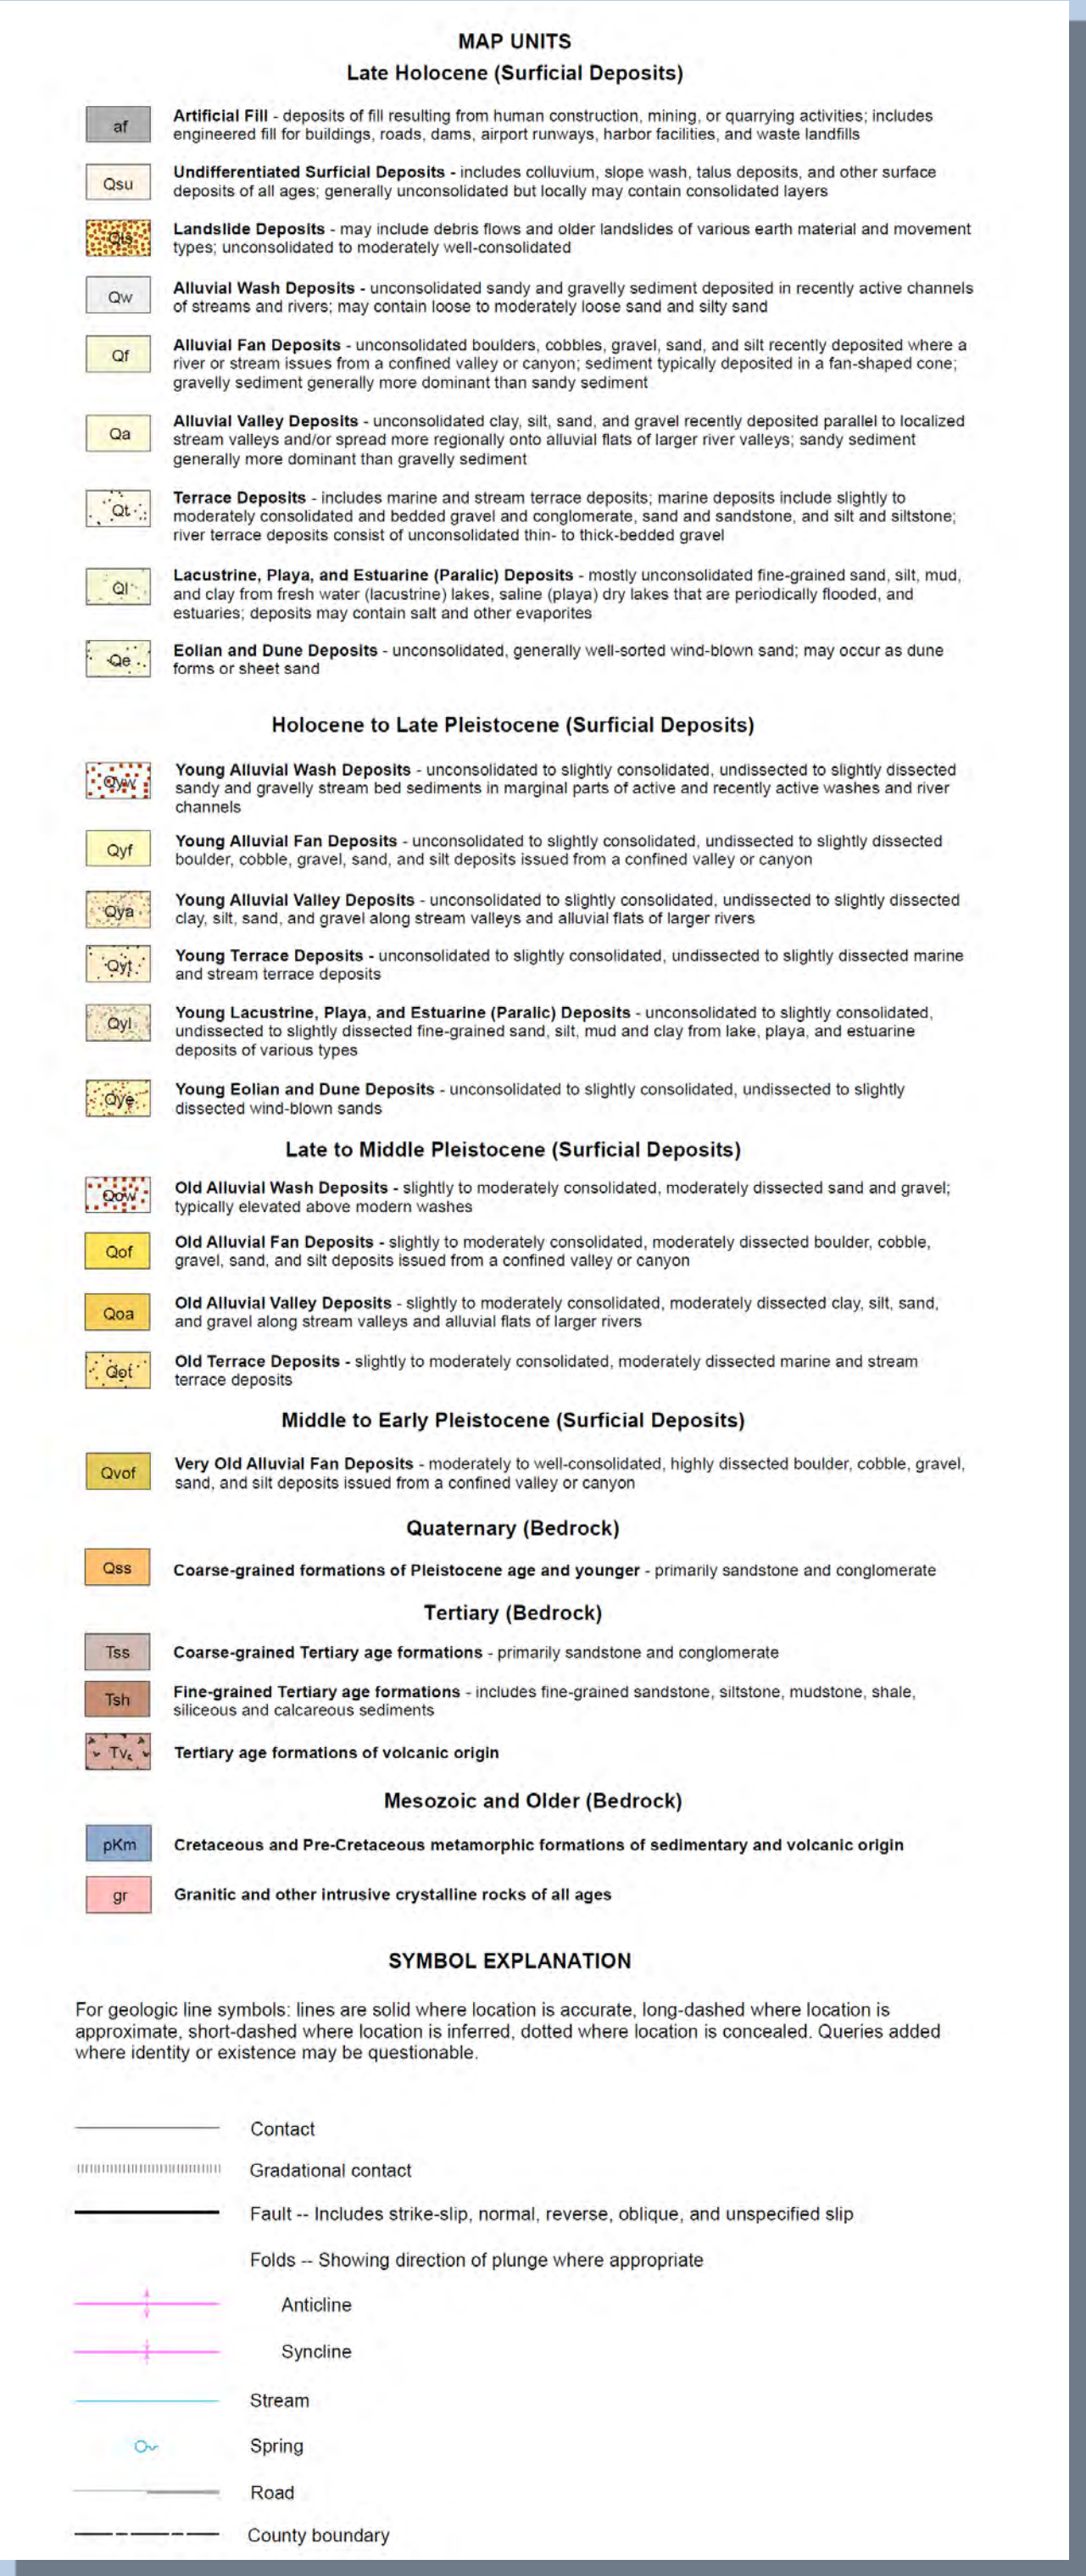 MAP UNITS
Late Holocene (Surficial Deposits)
af
Artificial Fill - deposits of fill resulting from human construction, mining, or quarrying activities; includes
engineered fill for buildings, roads, dams, airport runways, harbor facilities, and waste landfills
Qsu
Undifferentiated Surficial Deposits - includes colluvium, slope wash, talus deposits, and other surface
deposits of all ages; generally unconsolidated but locally may contain consolidated layers
Qls
Landslide Deposits - may include debris flows and older landslides of various earth material and movement
types; unconsolidated to moderately well-consolidated
Qw
Alluvial Wash Deposits - unconsolidated sandy and gravelly sediment deposited in recently active channels
of streams and rivers; may contain loose to moderately loose sand and silty sand
Qf
Alluvial Fan Deposits - unconsolidated boulders, cobbles, gravel, sand, and silt recently deposited where a
river or stream issues from a confined valley or canyon; sediment typically deposited in a fan-shaped cone;
gravelly sediment generally more dominant than sandy sediment
Qa
Alluvial Valley Deposits - unconsolidated clay, silt, sand, and gravel recently deposited parallel to localized
stream valleys and/or spread more regionally onto alluvial flats of larger river valleys; sandy sediment
generally more dominant than gravelly sediment
Qt
Terrace Deposits - includes marine and stream terrace deposits; marine deposits include slightly to
moderately consolidated and bedded gravel and conglomerate, sand and sandstone, and silt and siltstone;
river terrace deposits consist of unconsolidated thin- to thick-bedded gravel
Ql
Lacustrine, Playa, and Estuarine (Paralic) Deposits - mostly unconsolidated fine-grained sand, silt, mud,
and clay from fresh water (lacustrine) lakes, saline (playa) dry lakes that are periodically flooded, and
estuaries; deposits may contain salt and other evaporites
Qe
Eolian and Dune Deposits - unconsolidated, generally well-sorted wind-blown sand; may occur as dune
forms or sheet sand
Holocene to Late Pleistocene (Surficial Deposits)
Qyw
Young Alluvial Wash Deposits - unconsolidated to slightly consolidated, undissected to slightly dissected
sandy and gravelly stream bed sediments in marginal parts of active and recently active washes and river
channels
Qyf
Young Alluvial Fan Deposits - unconsolidated to slightly consolidated, undissected to slightly dissected
boulder, cobble, gravel, sand, and silt deposits issued from a confined valley or canyon
Qya
Young Alluvial Valley Deposits - unconsolidated to slightly consolidated, undissected to slightly dissected
clay, silt, sand, and gravel along stream valleys and alluvial flats of larger rivers
Qyt
Young Terrace Deposits - unconsolidated to slightly consolidated, undissected to slightly dissected marine
and stream terrace deposits
Qyl
Young Lacustrine, Playa, and Estuarine (Paralic) Deposits - unconsolidated to slightly consolidated,
undissected to slightly dissected fine-grained sand, silt, mud and clay from lake, playa, and estuarine
deposits of various types
Qye
Young Eolian and Dune Deposits - unconsolidated to slightly consolidated, undissected to slightly
dissected wind-blown sands
Late to Middle Pleistocene (Surficial Deposits)
Qow
Old Alluvial Wash Deposits - slightly to moderately consolidated, moderately dissected sand and gravel;
typically elevated above modern washes
Qof
Old Alluvial Fan Deposits - slightly to moderately consolidated, moderately dissected boulder, cobble,
gravel, sand, and silt deposits issued from a confined valley or canyon
Qoa
Old Alluvial Valley Deposits - slightly to moderately consolidated, moderately dissected clay, silt, sand,
and gravel along stream valleys and alluvial flats of larger rivers
Qot
Old Terrace Deposits - slightly to moderately consolidated, moderately dissected marine and stream
terrace deposits
Middle to Early Pleistocene (Surficial Deposits)
Qvof
Very Old Alluvial Fan Deposits - moderately to well-consolidated, highly dissected boulder, cobble, gravel,
sand, and silt deposits issued from a confined valley or canyon
Quaternary (Bedrock)
Qss
Coarse-grained formations of Pleistocene age and younger - primarily sandstone and conglomerate
Tertiary (Bedrock)
Tss
Coarse-grained Tertiary age formations - primarily sandstone and conglomerate
Tsh
Fine-grained Tertiary age formations - includes fine-grained sandstone, siltstone, mudstone, shale,
siliceous and calcareous sediments
Tv
Tertiary age formations of volcanic origin
Mesozoic and Older (Bedrock)
pKm
Cretaceous and Pre-Cretaceous metamorphic formations of sedimentary and volcanic origin
gr
Granitic and other intrusive crystalline rocks of all ages
SYMBOL EXPLANATION
For geologic line symbols: lines are solid where location is accurate, long-dashed where location is
approximate, short-dashed where location is inferred, dotted where location is concealed. Queries added
where identity or existence may be questionable.
Contact
Gradational contact
Fault -- Includes strike-slip, normal, reverse, oblique, and unspecified slip
Folds -- Showing direction of plunge where appropriate
Anticline
Syncline
Stream
Spring
Road
County boundary